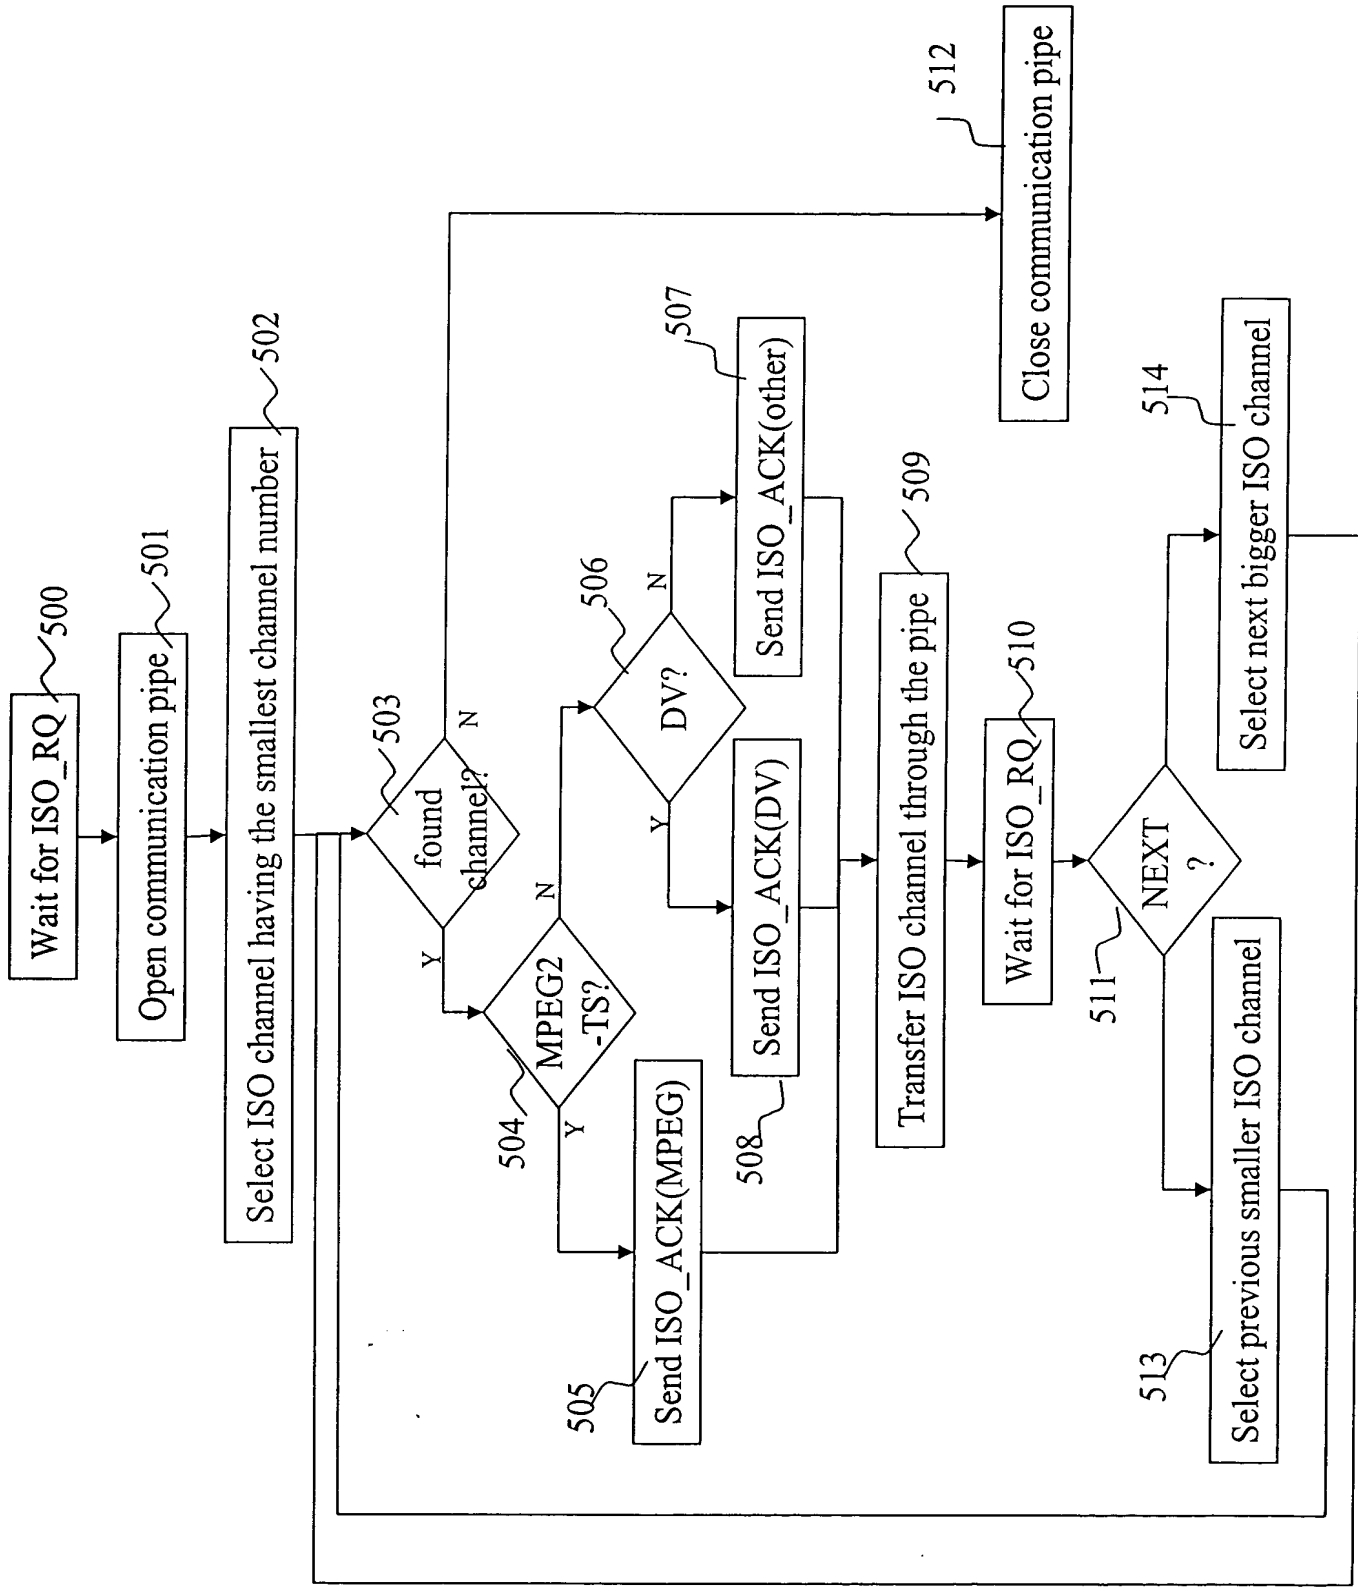 Wait for ISO_RQ
500
Open communication pipe
501
Select ISO channel having the smallest channel number
502
found
channel?
503
Y
N
MPEG2
-TS?
504
Y
N
Send ISO_ACK(MPEG)
505
DV?
506
Y
N
Send ISO_ACK(DV)
508
Send ISO_ACK(other)
507
Transfer ISO channel through the pipe
509
Wait for ISO_RQ
510
NEXT
?
511
Close communication pipe
512
Select previous smaller ISO channel
513
Select next bigger ISO channel
514